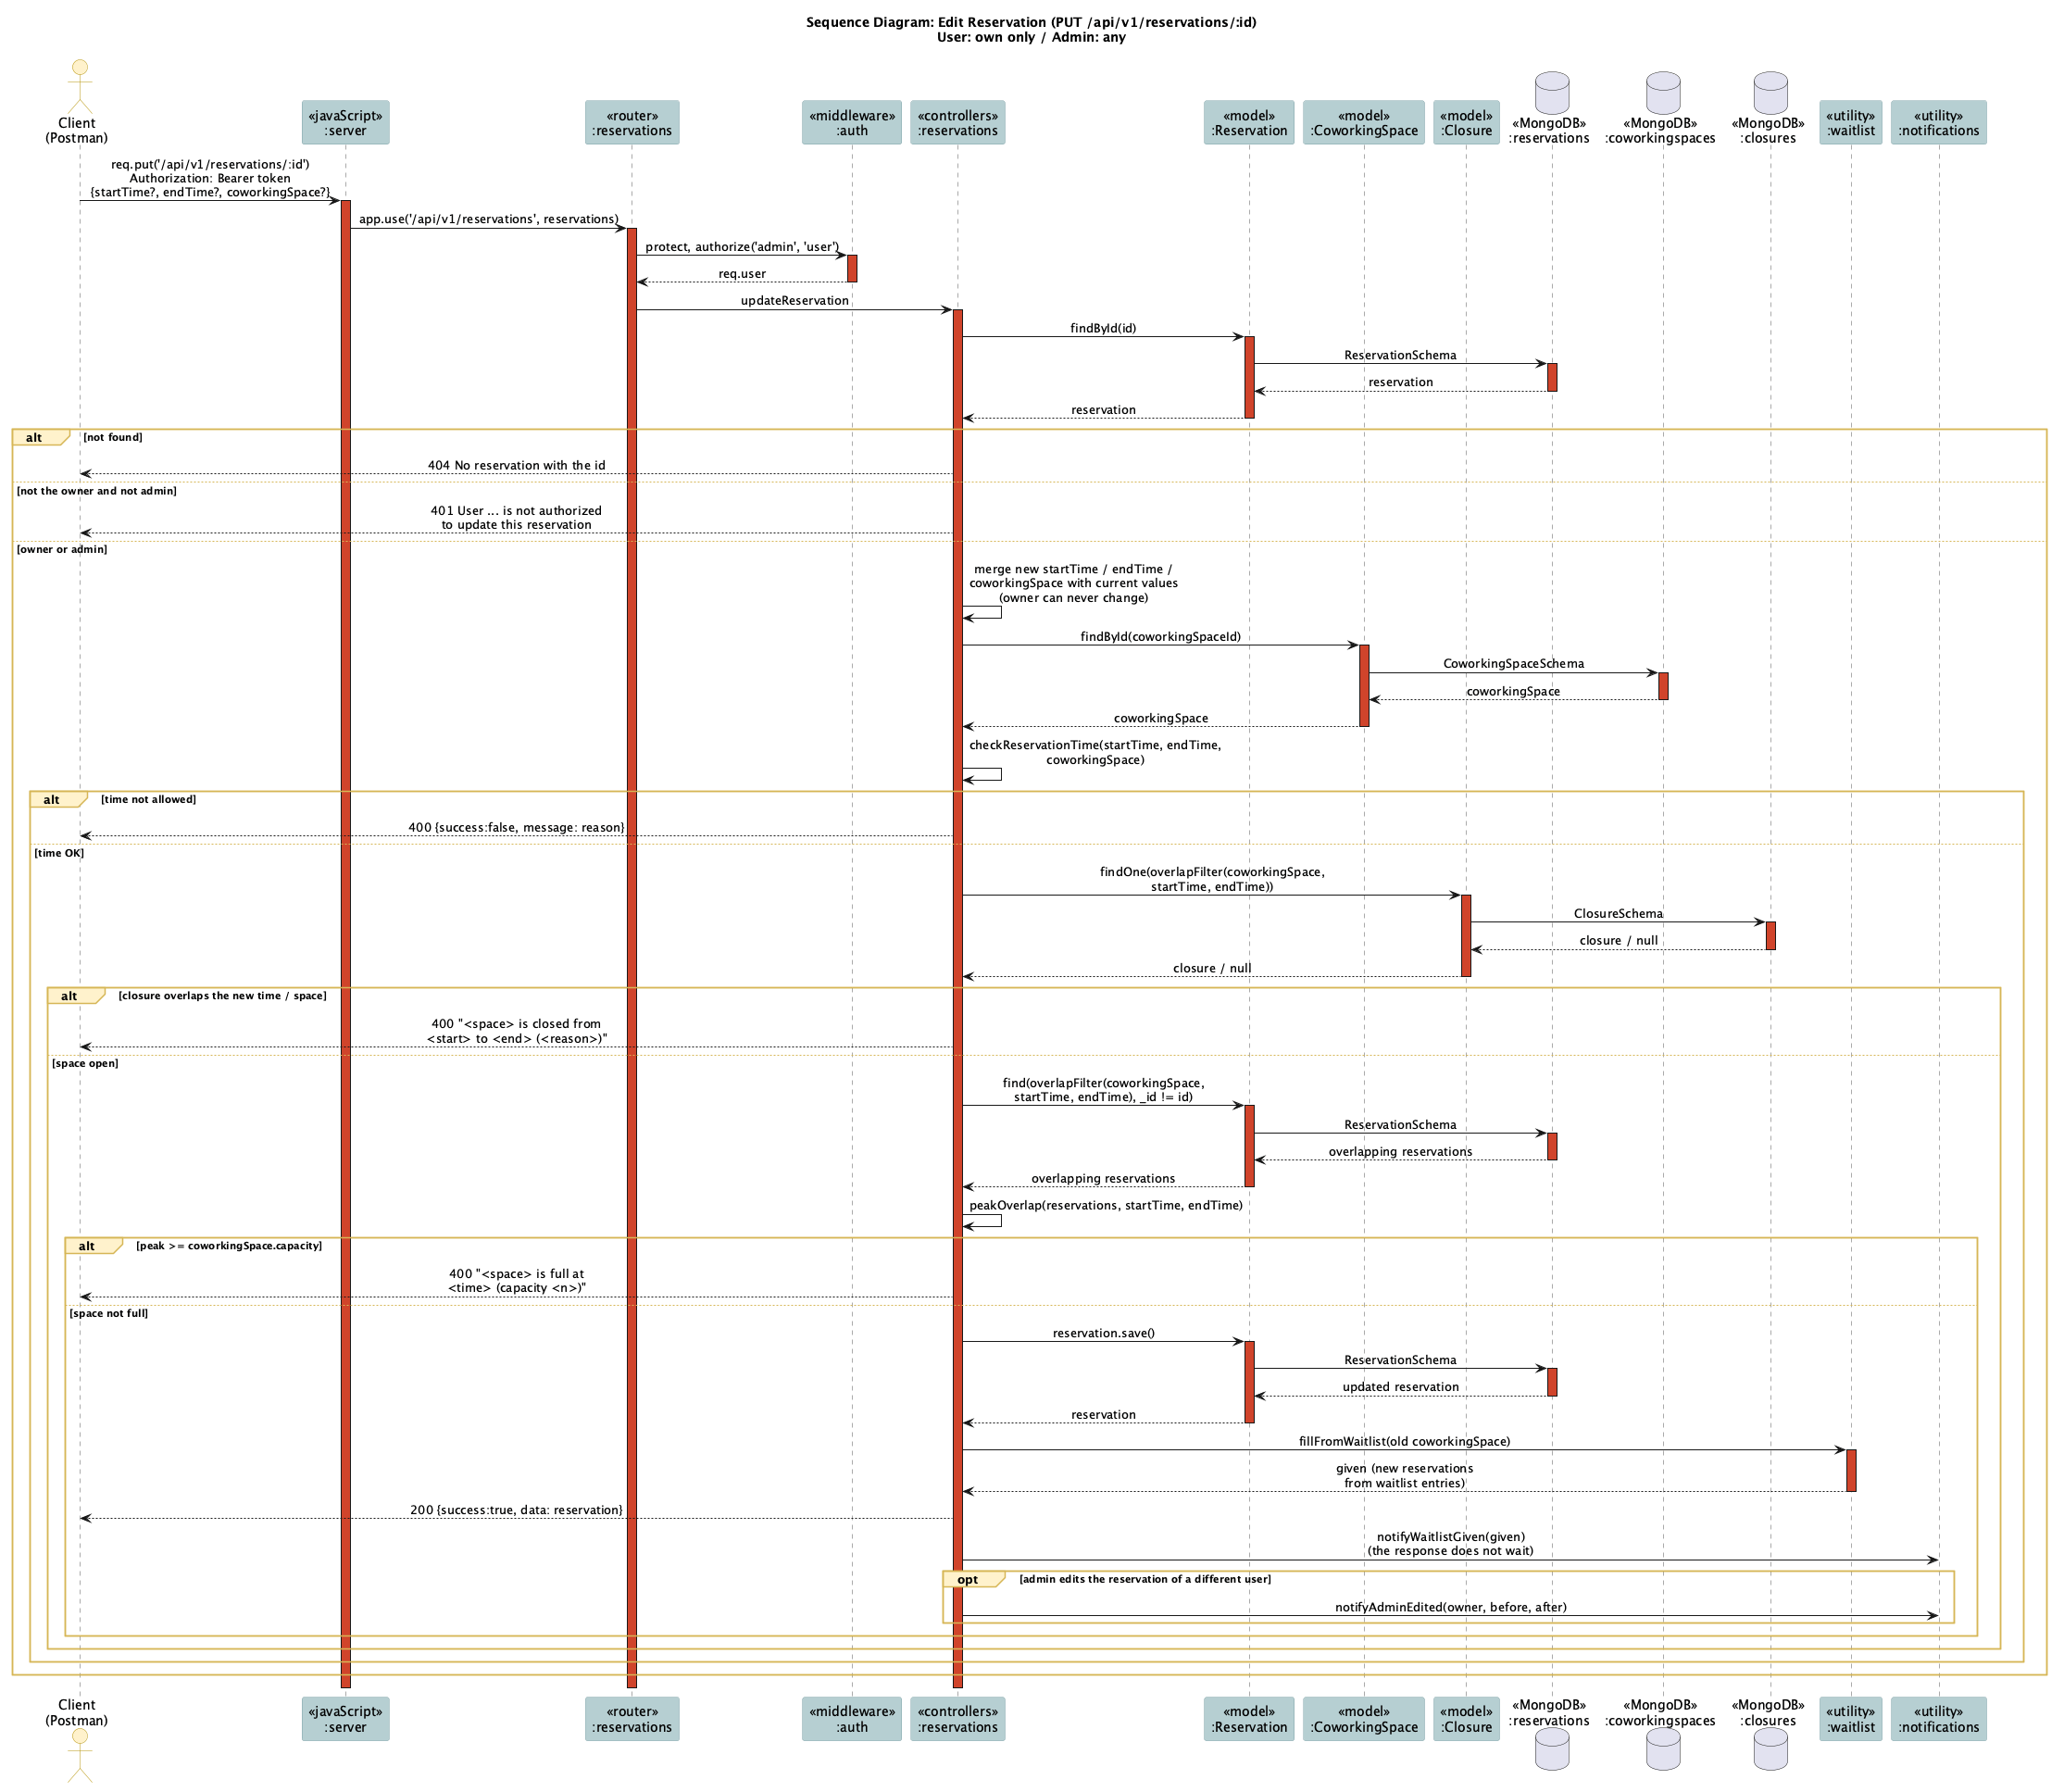 Sequence Diagram: Edit Reservation (PUT /api/v1/reservations/:id)
User: own only / Admin: any
Client
(Postman)
«javaScript»
:server
«router»
:reservations
«middleware»
:auth
«controllers»
:reservations
«model»
:Reservation
«model»
:CoworkingSpace
«model»
:Closure
«MongoDB»
:reservations
«MongoDB»
:coworkingspaces
«MongoDB»
:closures
«utility»
:waitlist
«utility»
:notifications
req.put('/api/v1/reservations/:id')
Authorization: Bearer token
{startTime?, endTime?, coworkingSpace?}
app.use('/api/v1/reservations', reservations)
protect, authorize('admin', 'user')
req.user
updateReservation
findById(id)
ReservationSchema
reservation
reservation
alt [not found]
404 No reservation with the id
[not the owner and not admin]
401 User ... is not authorized
to update this reservation
[owner or admin]
merge new startTime / endTime /
coworkingSpace with current values
(owner can never change)
findById(coworkingSpaceId)
CoworkingSpaceSchema
coworkingSpace
coworkingSpace
checkReservationTime(startTime, endTime,
coworkingSpace)
alt [time not allowed]
400 {success:false, message: reason}
[time OK]
findOne(overlapFilter(coworkingSpace,
startTime, endTime))
ClosureSchema
closure / null
closure / null
alt [closure overlaps the new time / space]
400 "<space> is closed from
<start> to <end> (<reason>)"
[space open]
find(overlapFilter(coworkingSpace,
startTime, endTime), _id != id)
ReservationSchema
overlapping reservations
overlapping reservations
peakOverlap(reservations, startTime, endTime)
alt [peak >= coworkingSpace.capacity]
400 "<space> is full at
<time> (capacity <n>)"
[space not full]
reservation.save()
ReservationSchema
updated reservation
reservation
fillFromWaitlist(old coworkingSpace)
given (new reservations
from waitlist entries)
200 {success:true, data: reservation}
notifyWaitlistGiven(given)
(the response does not wait)
opt [admin edits the reservation of a different user]
notifyAdminEdited(owner, before, after)
Client
(Postman)
«javaScript»
:server
«router»
:reservations
«middleware»
:auth
«controllers»
:reservations
«model»
:Reservation
«model»
:CoworkingSpace
«model»
:Closure
«MongoDB»
:reservations
«MongoDB»
:coworkingspaces
«MongoDB»
:closures
«utility»
:waitlist
«utility»
:notifications